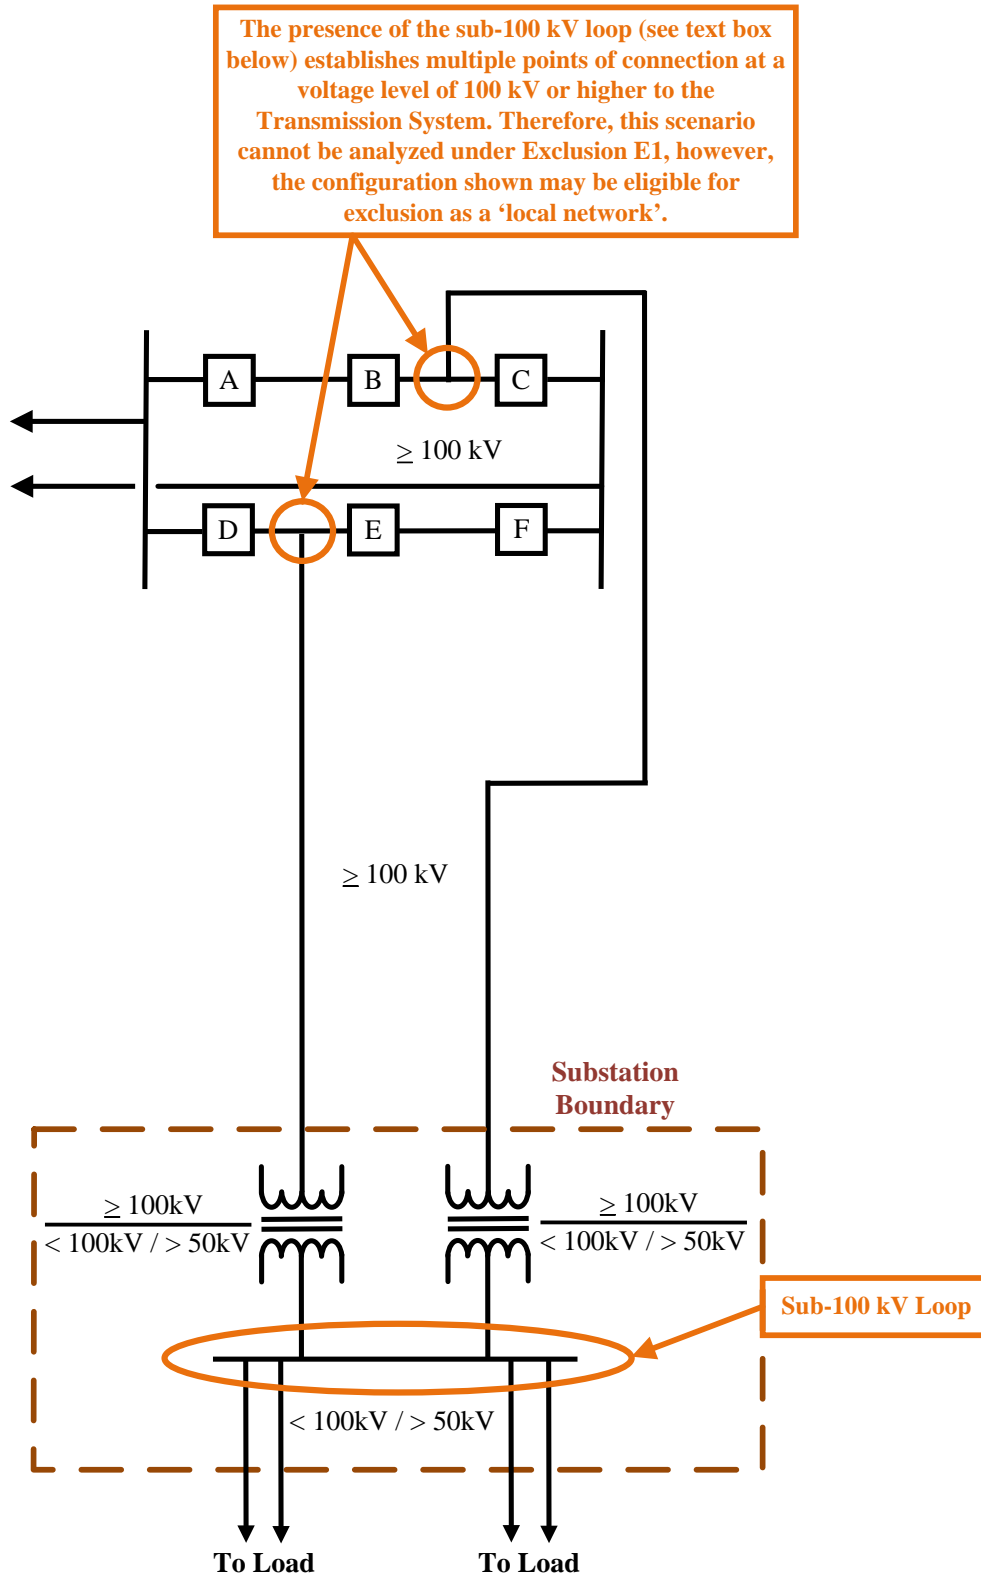 The presence of the sub-100 kV loop (see text box
below) establishes multiple points of connection at a
voltage level of 100 kV or higher to the
Transmission System. Therefore, this scenario
cannot be analyzed under Exclusion E1, however,
the configuration shown may be eligible for
exclusion as a ‘local network’.
A
B
C
≥ 100 kV
D
E
F
≥ 100 kV
Substation
Boundary
≥ 100kV
< 100kV / > 50kV
≥ 100kV
< 100kV / > 50kV
Sub-100 kV Loop
< 100kV / > 50kV
To Load
To Load